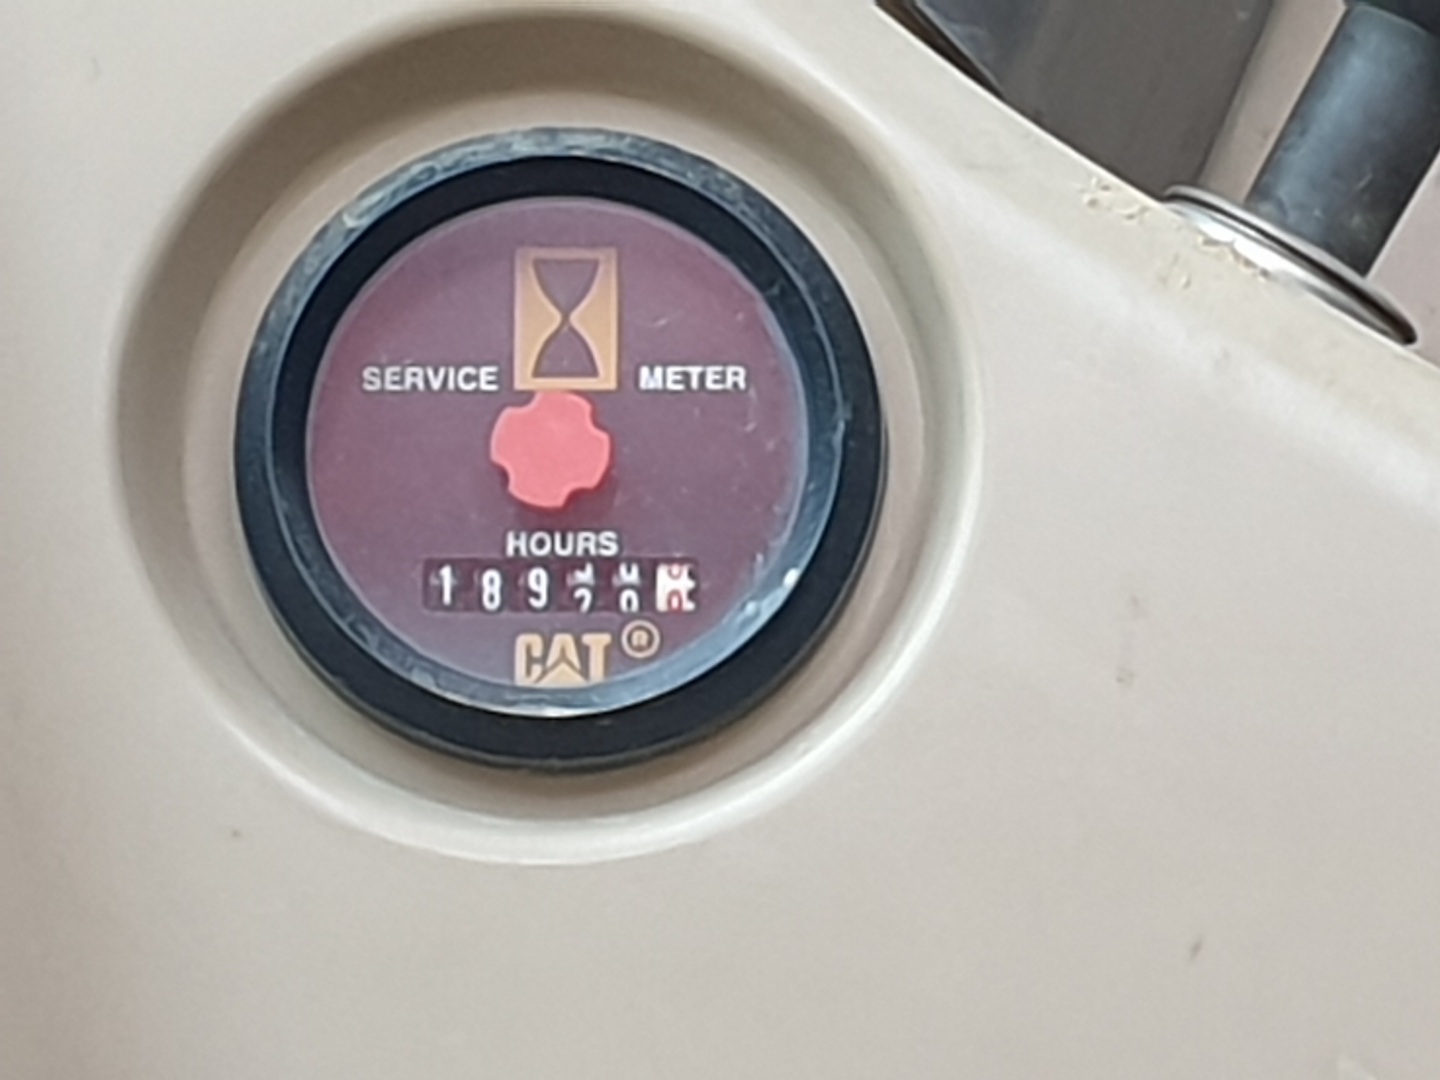 SERVICE METER
HOURS
189
CAT®